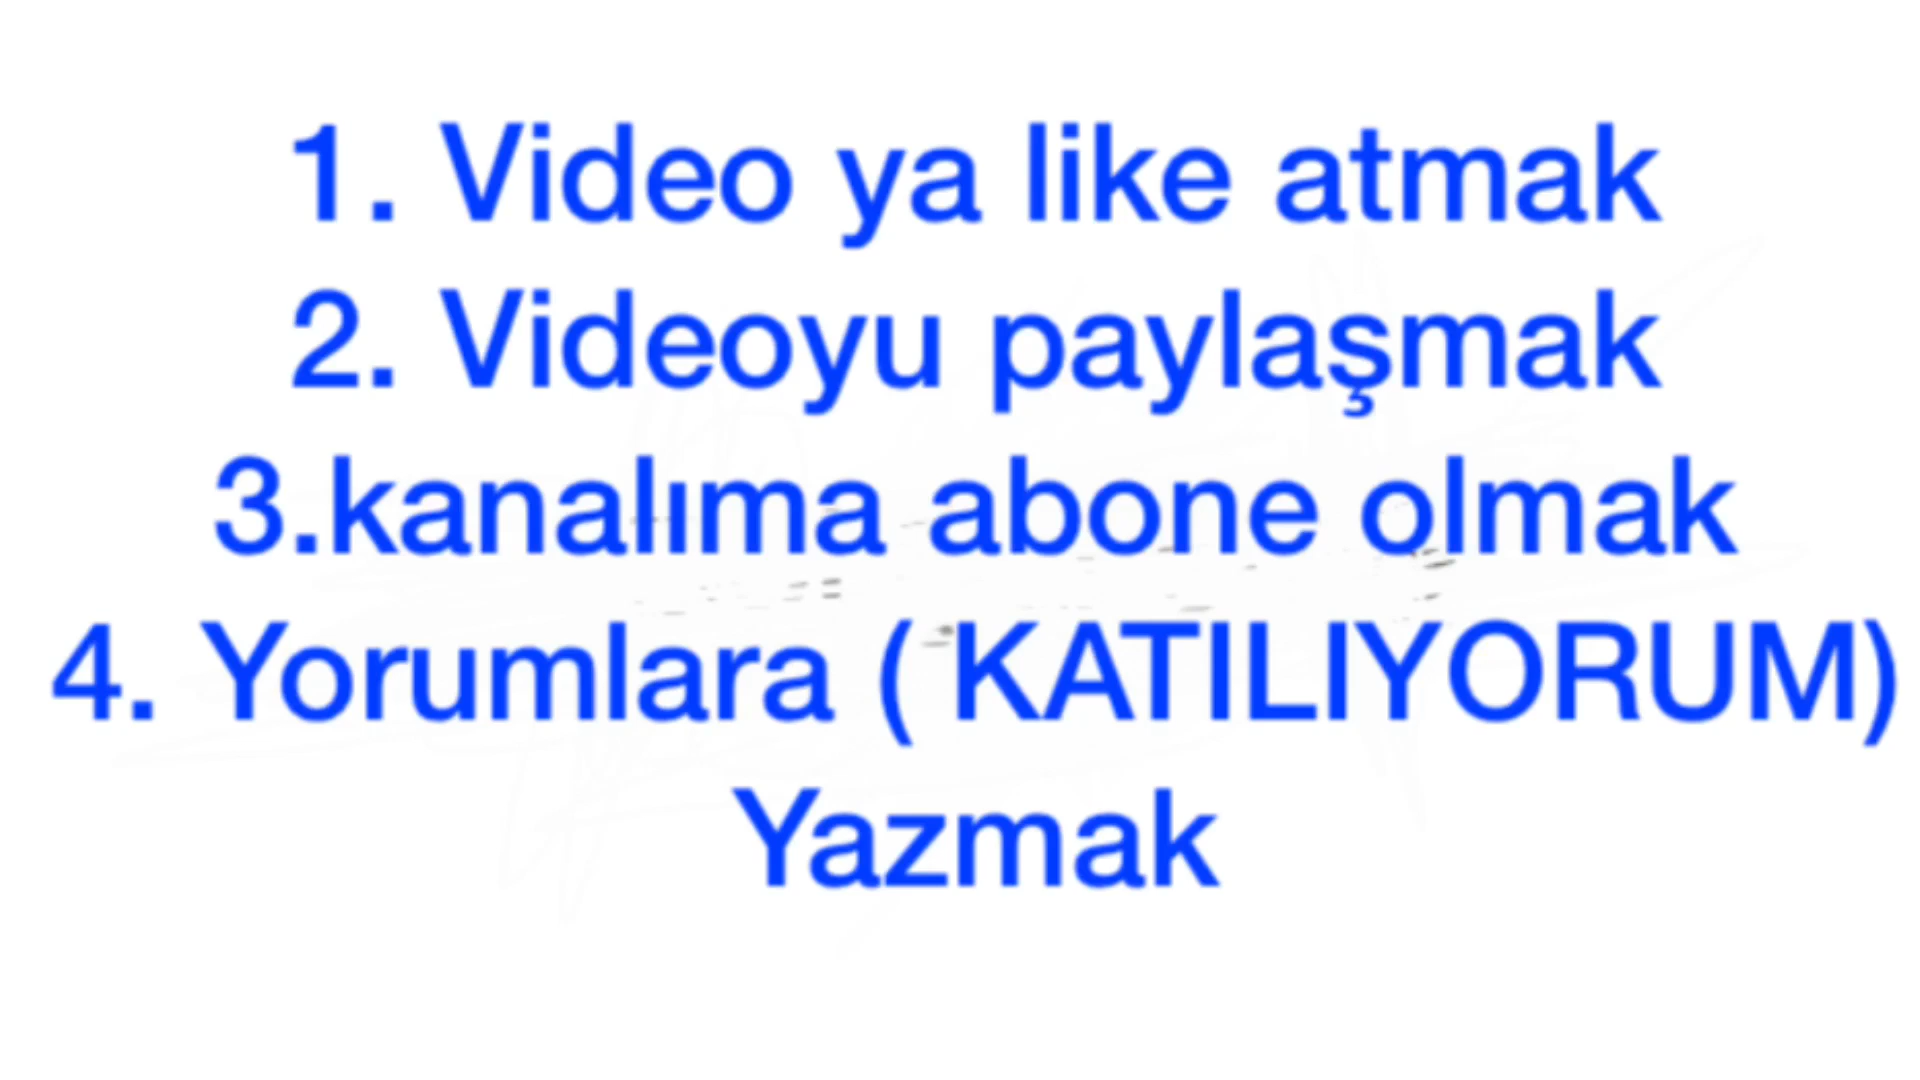 1. Video ya like atmak
2. Videoyu paylaşmak
3.kanalıma abone olmak
4. Yorumlara ( KATILIYORUM)
Yazmak